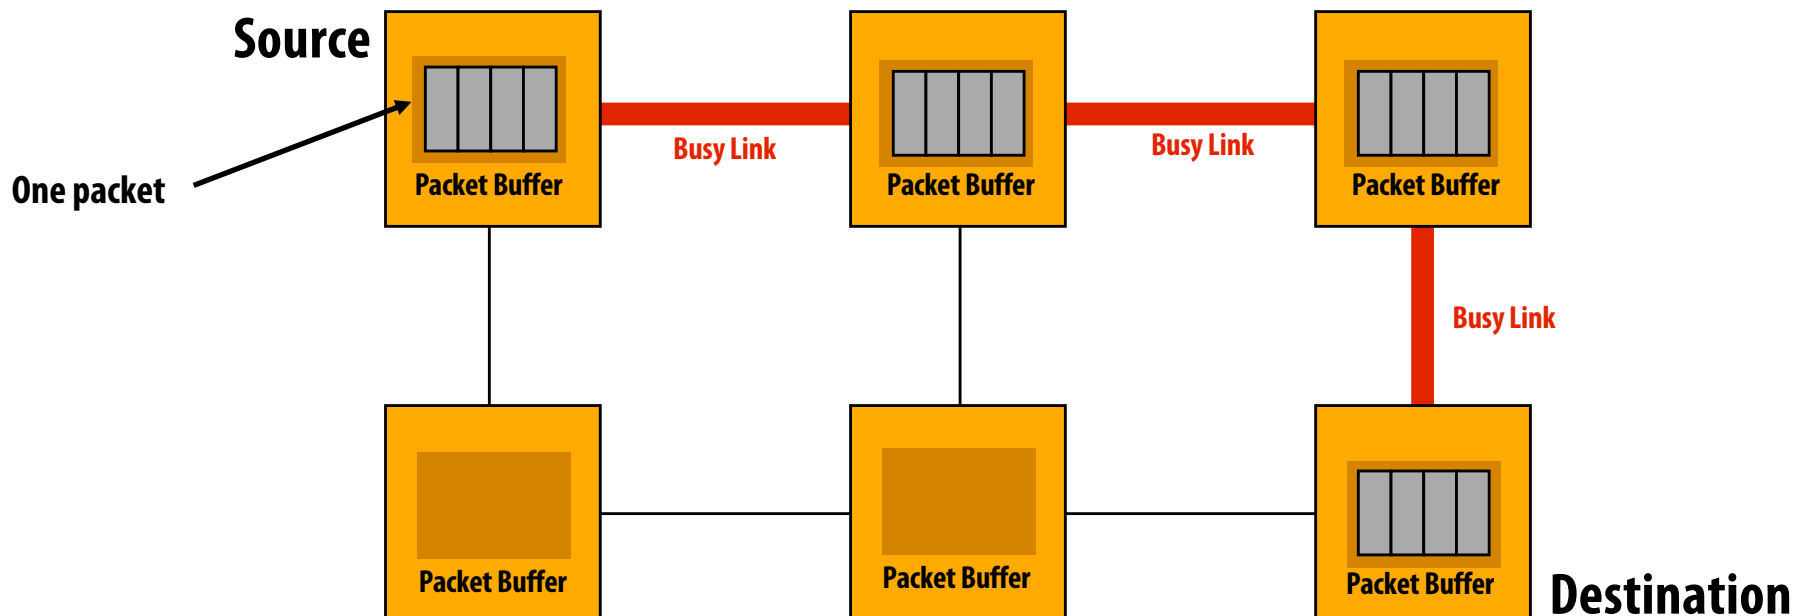 Source
One packet
Packet Buffer
Busy Link
Packet Buffer
Busy Link
Packet Buffer
Busy Link
Packet Buffer
Packet Buffer
Packet Buffer
Destination